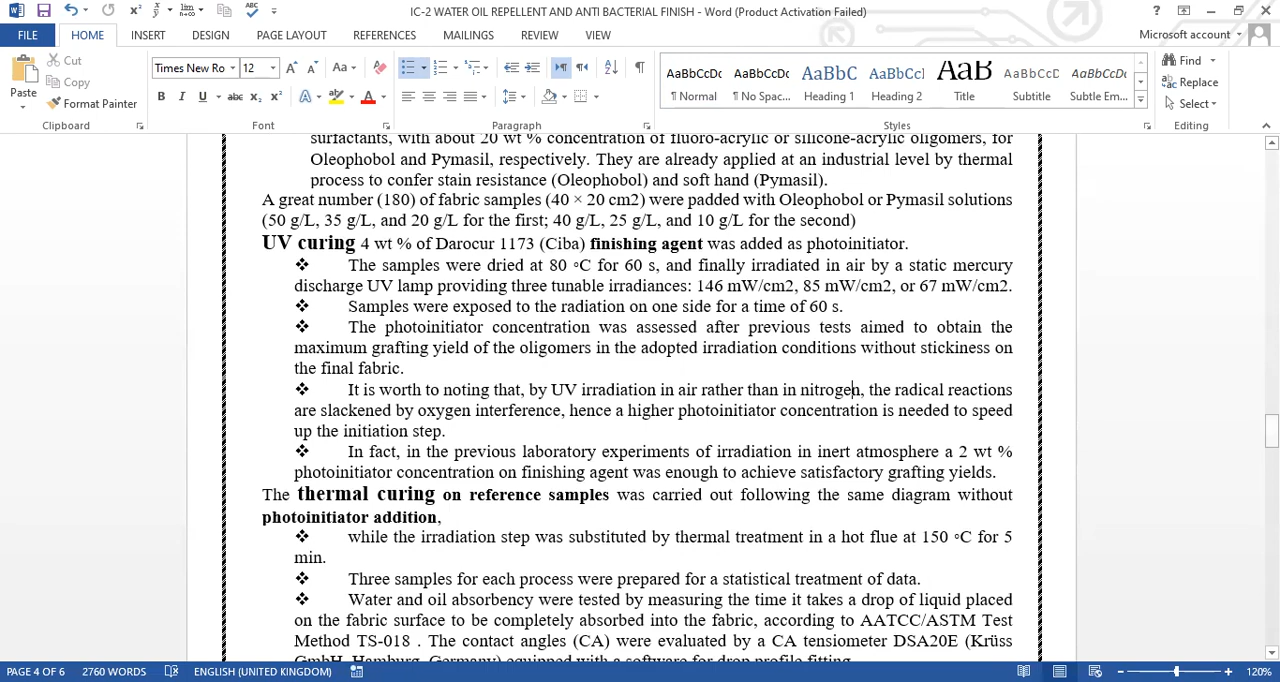 IC-2 WATER OIL REPELLENT AND ANTI BACTERIAL FINISH - Word (Product Activation Failed)
FILE HOME INSERT DESIGN PAGE LAYOUT REFERENCES MAILINGS REVIEW VIEW Microsoft account
Paste Cut Copy Format Painter
Clipboard
Times New Ro 12
Font
Paragraph
AaBbCcDc AaBbCcDc AaBbC AaBbCcl AaB AaBbCcD AaBbCcDc
¶ Normal ¶ No Spac... Heading 1 Heading 2 Title Subtitle Subtle Em...
Styles
Find Replace Select
Editing
surfactants, with about 20 wt % concentration of fluoro-acrylic or silicone-acrylic oligomers, for
Oleophobol and Pymasil, respectively. They are already applied at an industrial level by thermal
process to confer stain resistance (Oleophobol) and soft hand (Pymasil).
A great number (180) of fabric samples (40 × 20 cm2) were padded with Oleophobol or Pymasil solutions
(50 g/L, 35 g/L, and 20 g/L for the first; 40 g/L, 25 g/L, and 10 g/L for the second)
UV curing 4 wt % of Darocur 1173 (Ciba) finishing agent was added as photoinitiator.
❖ The samples were dried at 80 ◦C for 60 s, and finally irradiated in air by a static mercury
discharge UV lamp providing three tunable irradiances: 146 mW/cm2, 85 mW/cm2, or 67 mW/cm2.
❖ Samples were exposed to the radiation on one side for a time of 60 s.
❖ The photoinitiator concentration was assessed after previous tests aimed to obtain the
maximum grafting yield of the oligomers in the adopted irradiation conditions without stickiness on
the final fabric.
❖ It is worth to noting that, by UV irradiation in air rather than in nitrogen, the radical reactions
are slackened by oxygen interference, hence a higher photoinitiator concentration is needed to speed
up the initiation step.
❖ In fact, in the previous laboratory experiments of irradiation in inert atmosphere a 2 wt %
photoinitiator concentration on finishing agent was enough to achieve satisfactory grafting yields.
The thermal curing on reference samples was carried out following the same diagram without
photoinitiator addition,
❖ while the irradiation step was substituted by thermal treatment in a hot flue at 150 ◦C for 5
min.
❖ Three samples for each process were prepared for a statistical treatment of data.
❖ Water and oil absorbency were tested by measuring the time it takes a drop of liquid placed
on the fabric surface to be completely absorbed into the fabric, according to AATCC/ASTM Test
Method TS-018 . The contact angles (CA) were evaluated by a CA tensiometer DSA20E (Krüss
GmbH, Hamburg, Germany) equipped with a software for drop profile fitting.
PAGE 4 OF 6 2760 WORDS ENGLISH (UNITED KINGDOM) 120%